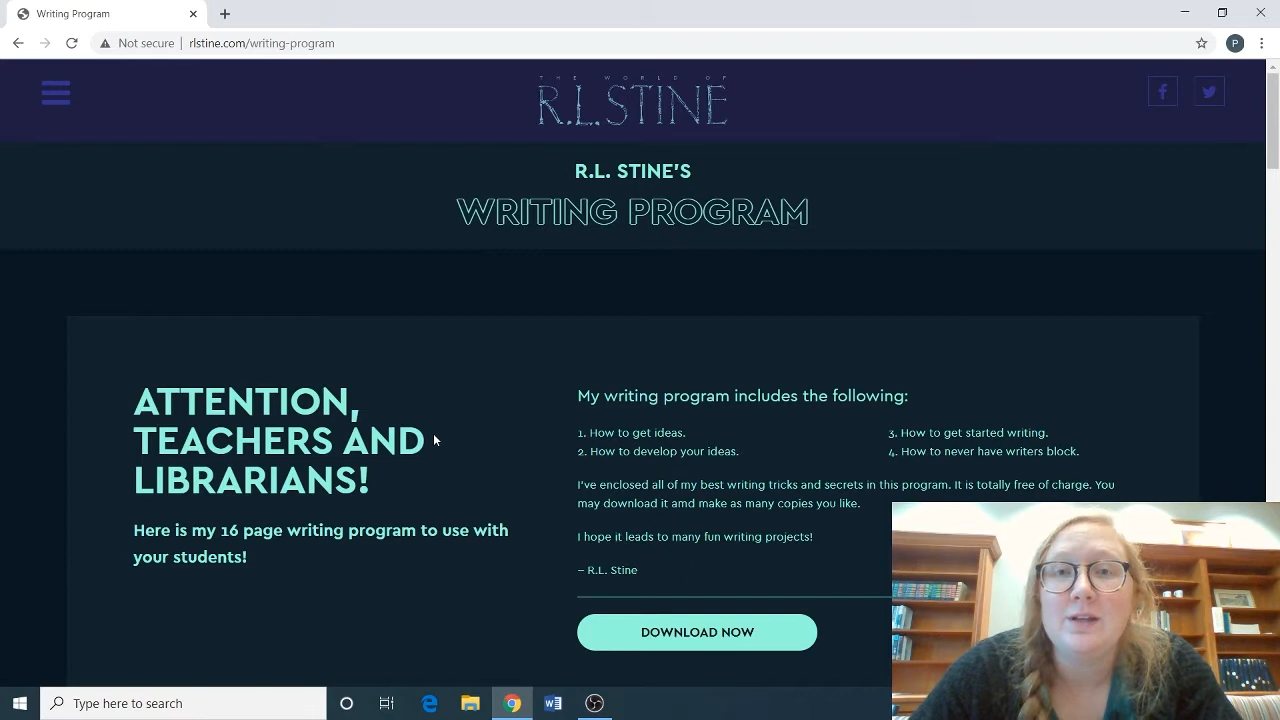 Writing Program
Not secure
rlstine.com/writing-program
P
THE WORLD OF
R.L.STINE
R.L. STINE'S
WRITING PROGRAM
ATTENTION,
TEACHERS AND
LIBRARIANS!
Here is my 16 page writing program to use with
your students!
My writing program includes the following:
1. How to get ideas.
2. How to develop your ideas.
3. How to get started writing.
4. How to never have writers block.
I've enclosed all of my best writing tricks and secrets in this program. It is totally free of charge. You
may download it amd make as many copies you like.
I hope it leads to many fun writing projects!
– R.L. Stine
DOWNLOAD NOW
Type here to search